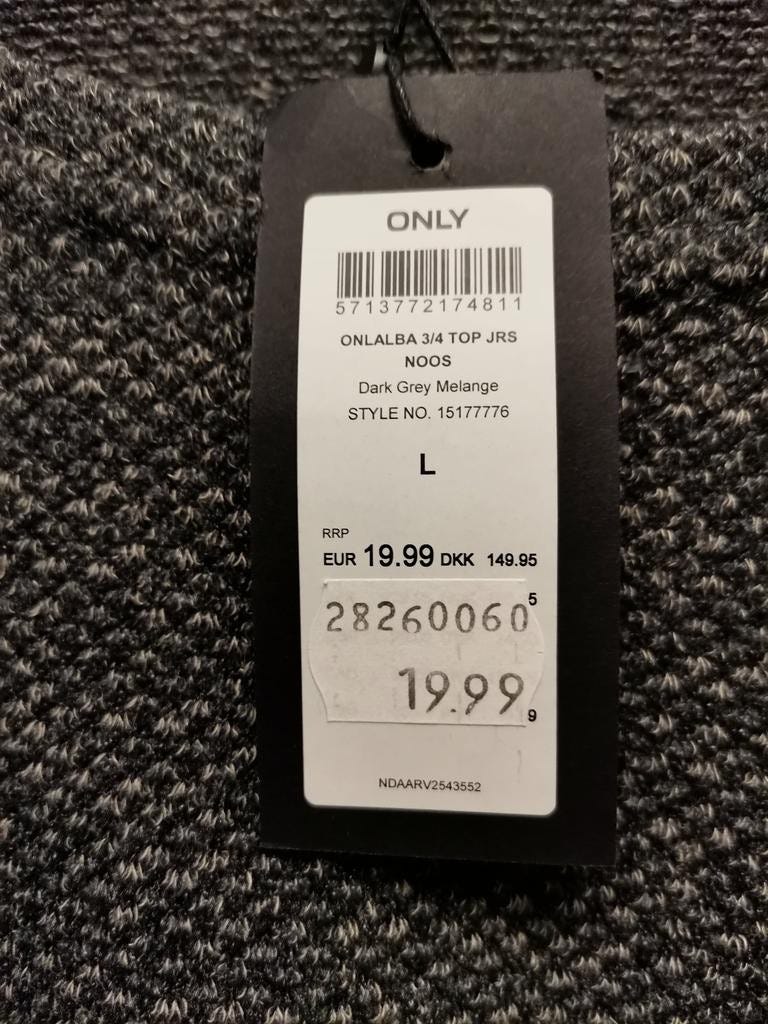 ONLY
5713772174811
ONLALBA 3/4 TOP JRS
NOOS
Dark Grey Melange
STYLE NO. 15177776
L
RRP
EUR 19.99 DKK 149.95
5
28260060
19.99
9
NDAARV2543552